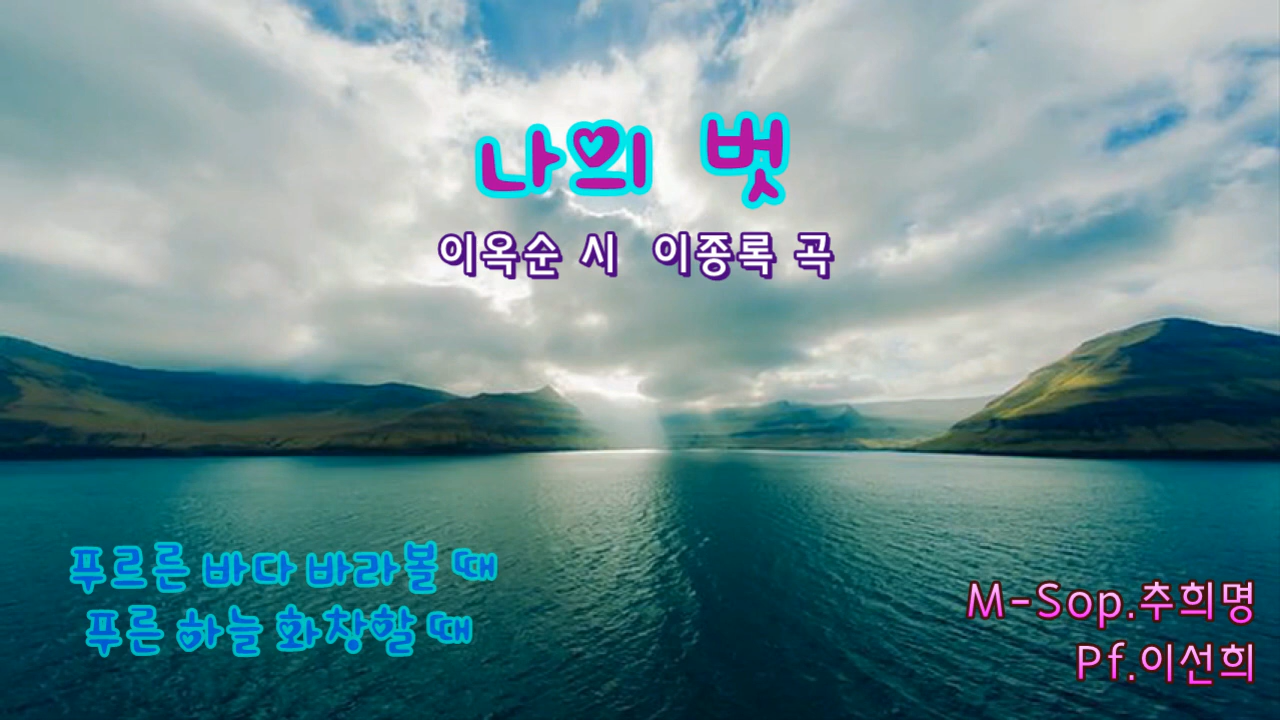 나의 벗
이옥순 시 이종록 곡
푸르른 바다 바라볼 때
푸른 하늘 화창할 때
M-Sop.추희명
Pf.이선희